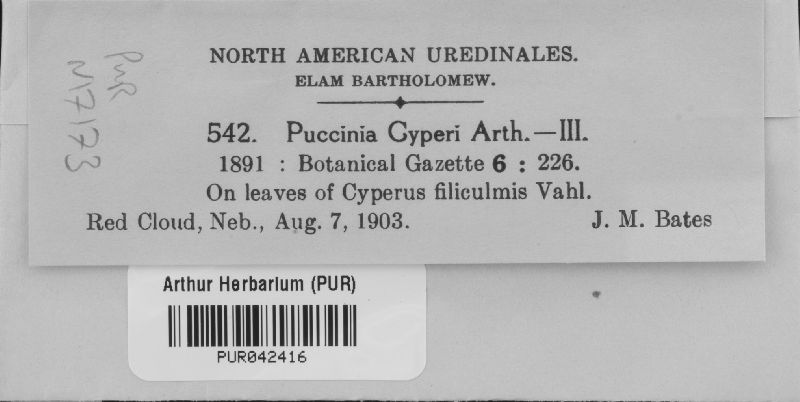 NORTH AMERICAN UREDINALES.
ELAM BARTHOLOMEW.
542. Puccinia Cyperi Arth.—III.
1891 : Botanical Gazette 6 : 226.
On leaves of Cyperus filiculmis Vahl.
Red Cloud, Neb., Aug. 7, 1903. J. M. Bates
PUR
N7173
Arthur Herbarium (PUR)
PUR042416